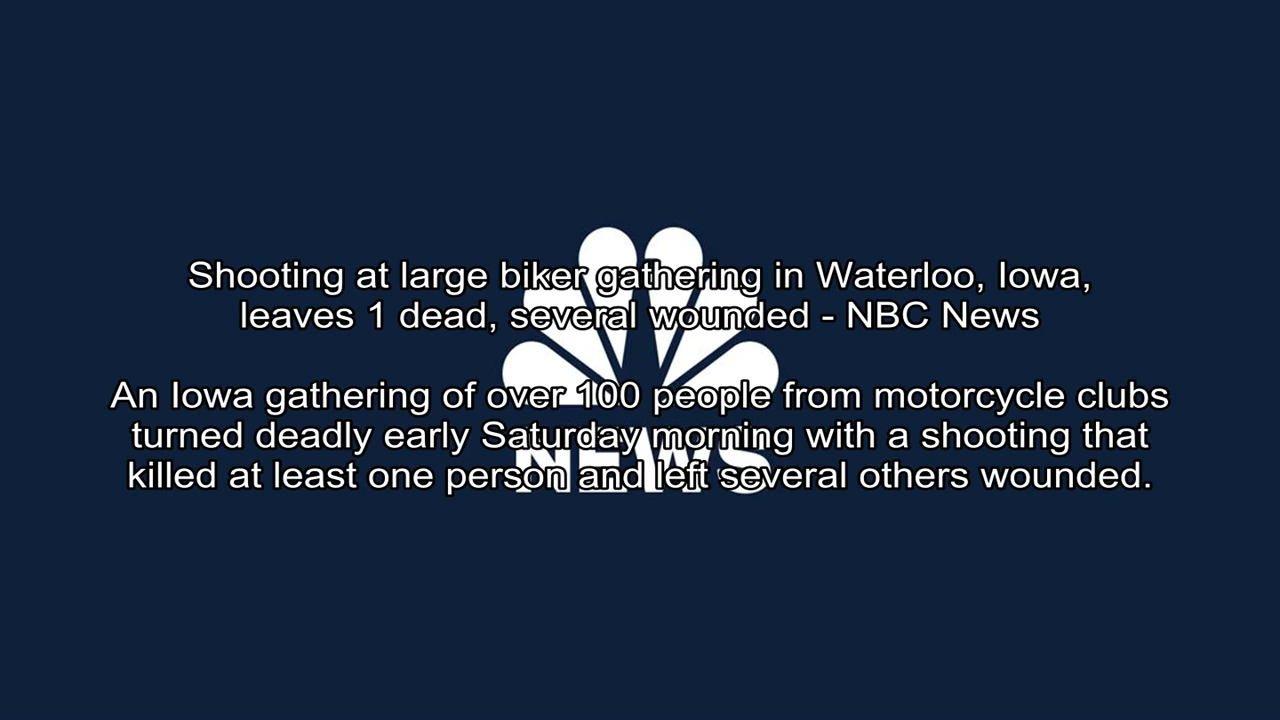 Shooting at large biker gathering in Waterloo, Iowa,
leaves 1 dead, several wounded - NBC News
An Iowa gathering of over 100 people from motorcycle clubs
turned deadly early Saturday morning with a shooting that
killed at least one person and left several others wounded.
NEWS